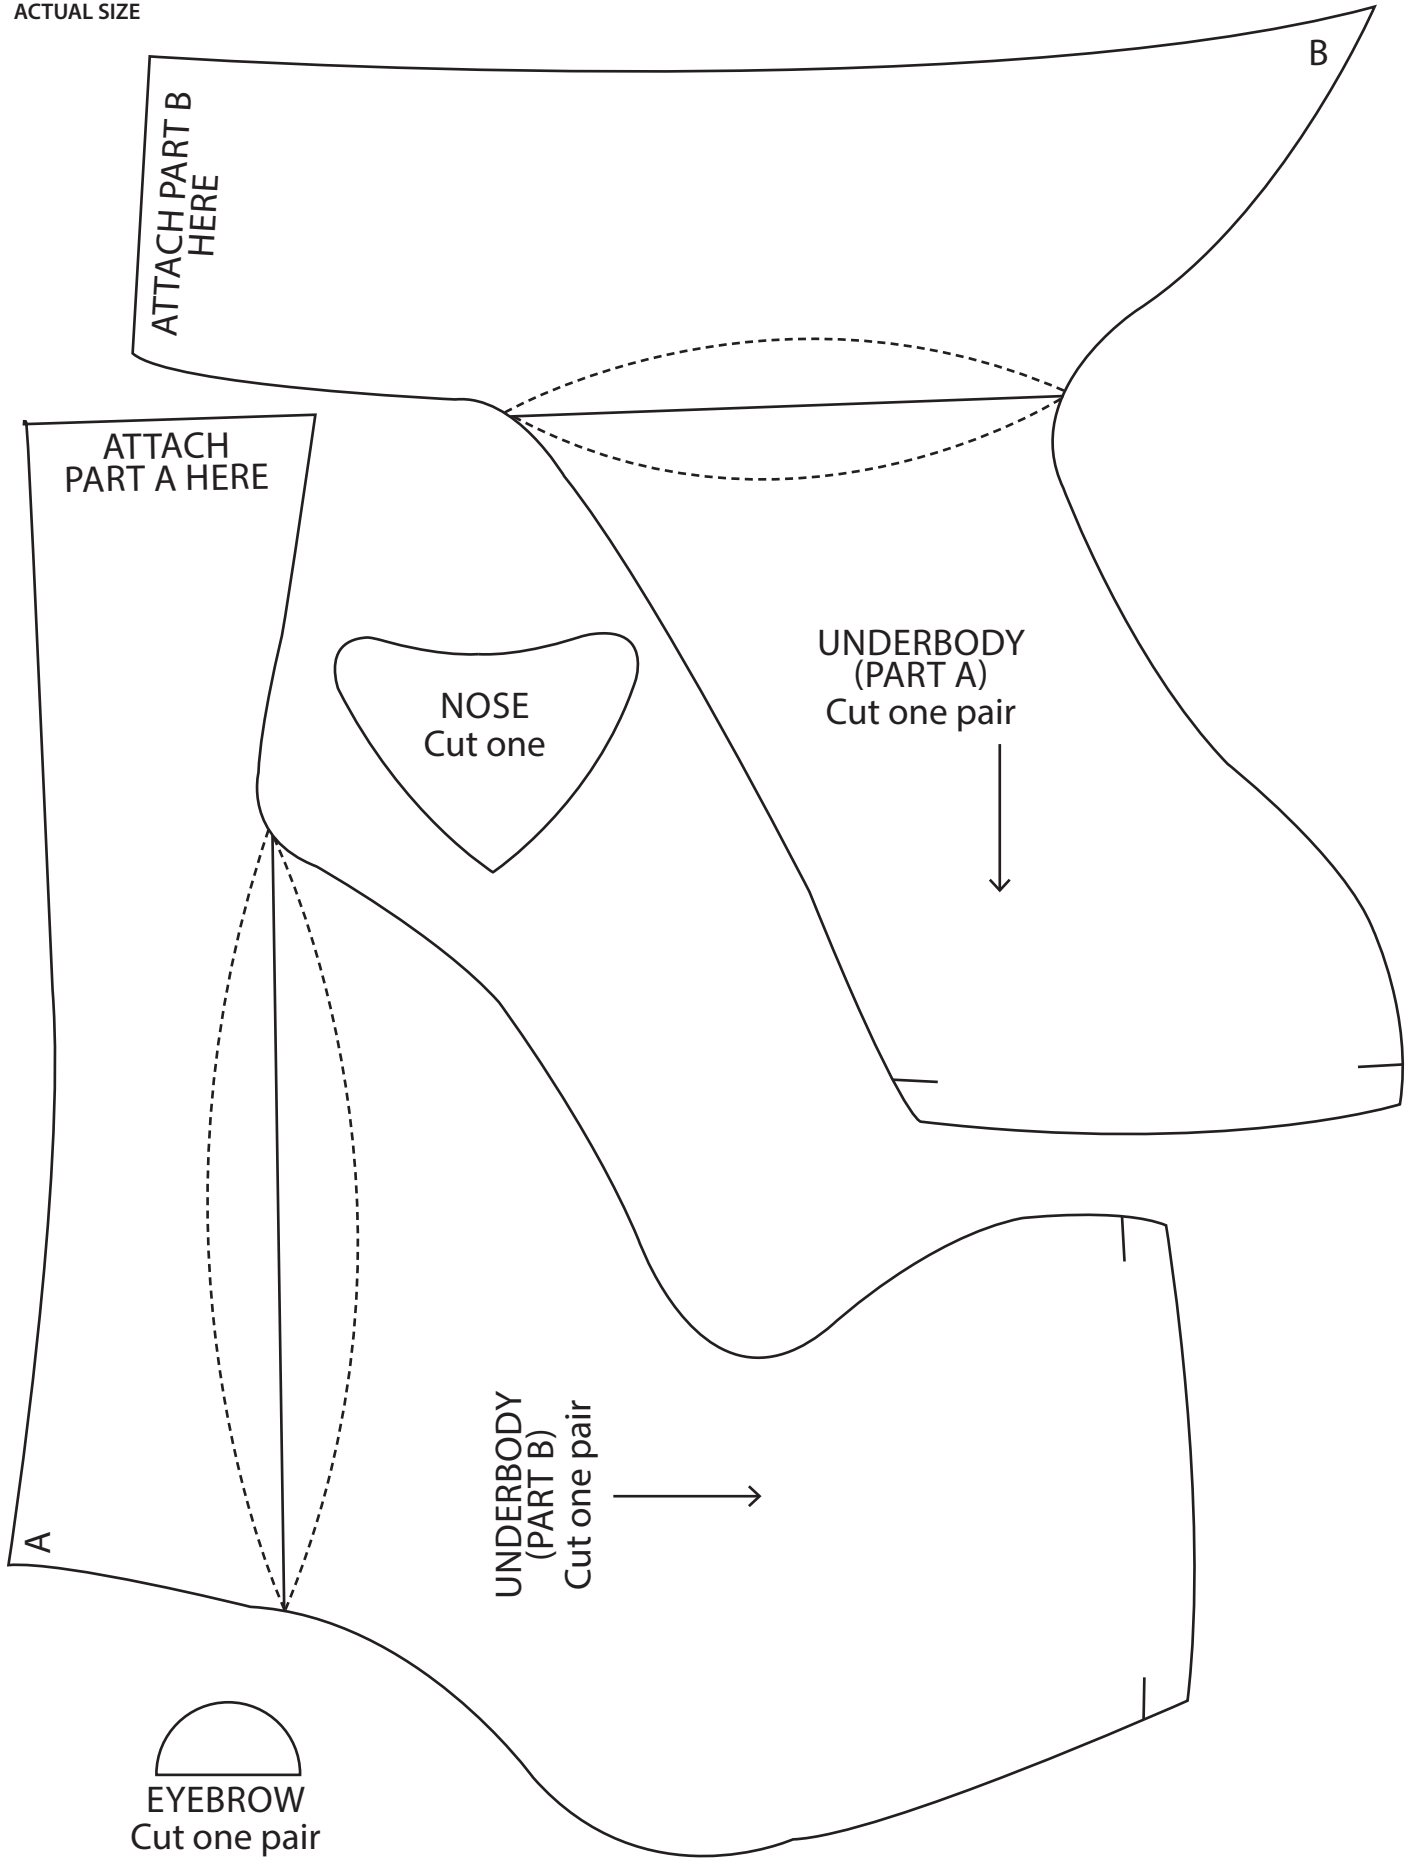 ACTUAL SIZE
B
ATTACH PART B
HERE
ATTACH
PART A HERE
NOSE
Cut one
UNDERBODY
(PART A)
Cut one pair
UNDERBODY
(PART B)
Cut one pair
A
EYEBROW
Cut one pair